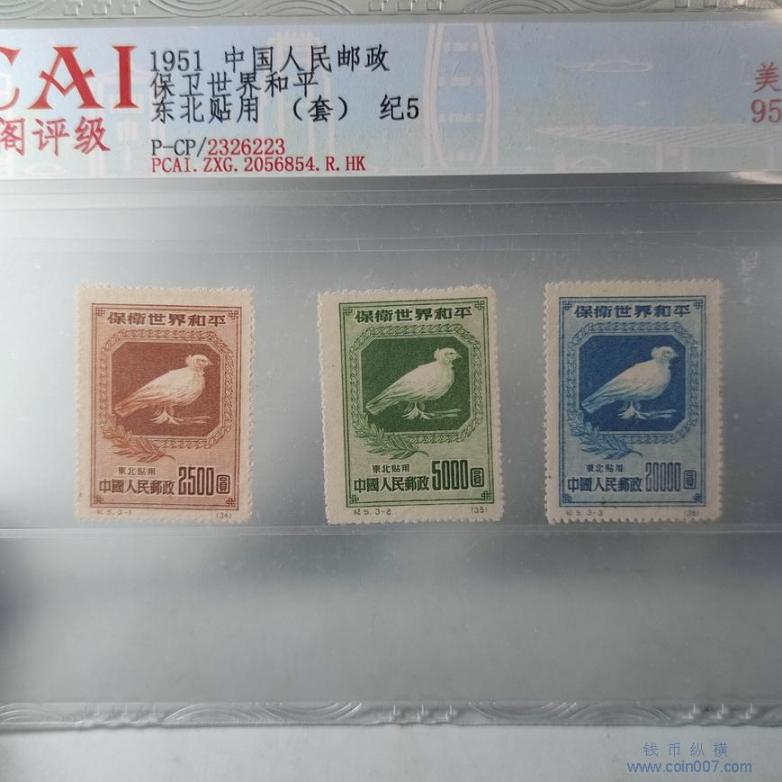 CAI
阁评级
1951 中国人民邮政
保卫世界和平
东北贴用 (套) 纪5
P-CP/2326223
PCAI.ZXG.2056854.R.HK
美
95
保衛世界和平
東北貼用
中國人民郵政 2500圓
紀5.3-1 (34)
保衛世界和平
東北貼用
中國人民郵政 5000圓
紀5.3-2 (35)
保衛世界和平
東北貼用
中國人民郵政 20000圓
紀5.3-3 (36)
钱币纵横
www.coin007.com